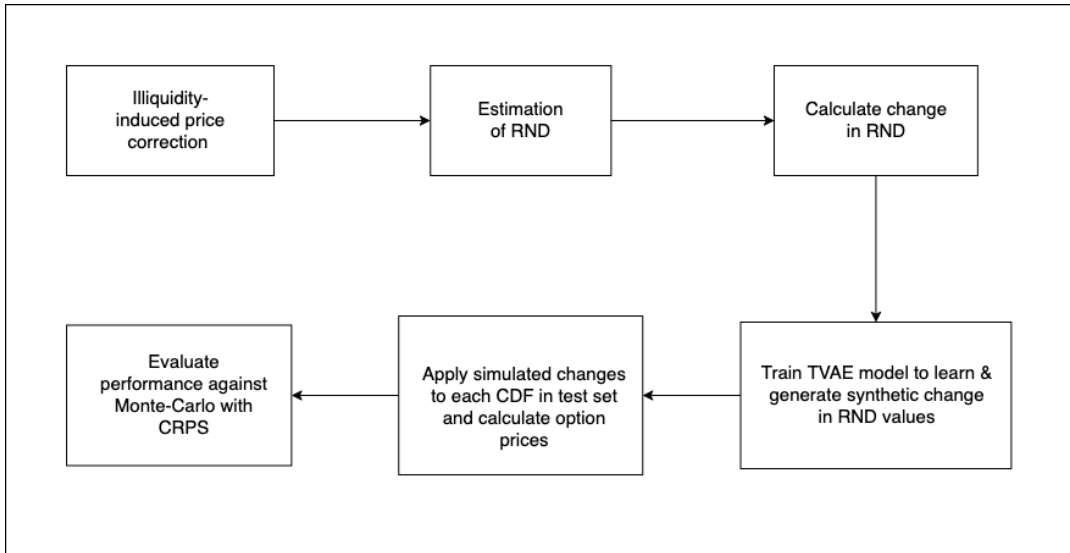 Illiquidity-
induced price
correction
Estimation
of RND
Calculate change
in RND
Train TVAE model to learn &
generate synthetic change
in RND values
Apply simulated changes
to each CDF in test set
and calculate option
prices
Evaluate
performance against
Monte-Carlo with
CRPS